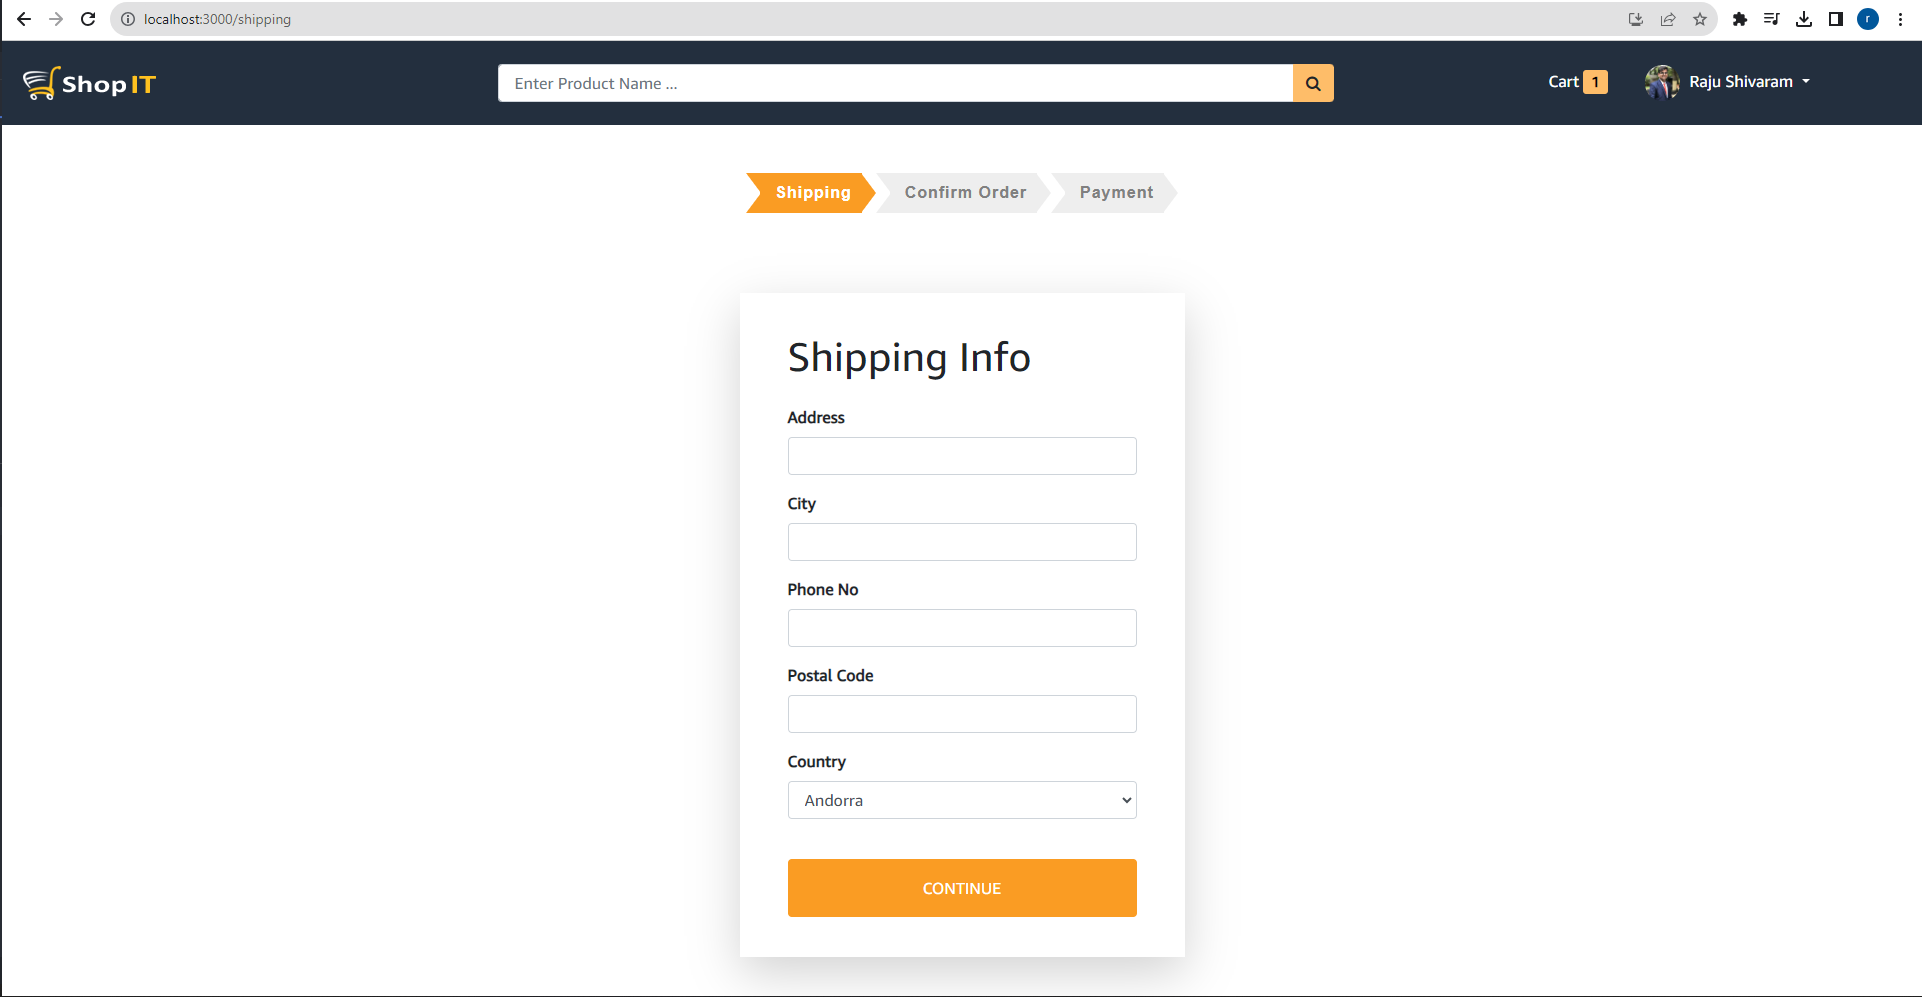 localhost:3000/shipping
r
Shop IT
Enter Product Name ...
Cart 1
Raju Shivaram
Shipping
Confirm Order
Payment
Shipping Info
Address
City
Phone No
Postal Code
Country
Andorra
CONTINUE